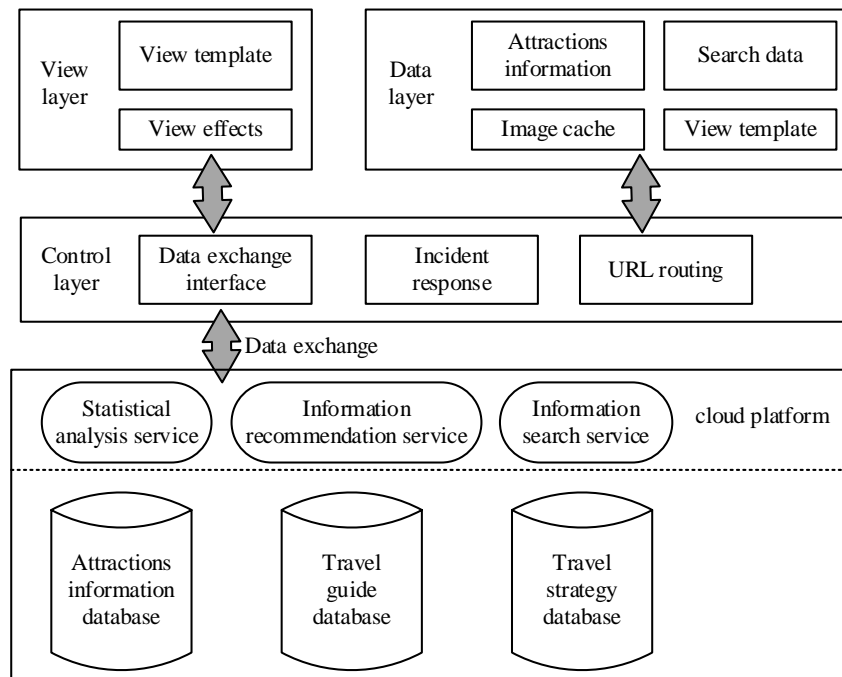 View
layer
View template
View effects
Data
layer
Attractions
information
Search data
Image cache
View template
Control
layer
Data exchange
interface
Incident
response
URL routing
Data exchange
Statistical
analysis service
Information
recommendation service
Information
search service
cloud platform
Attractions
information
database
Travel
guide
database
Travel
strategy
database